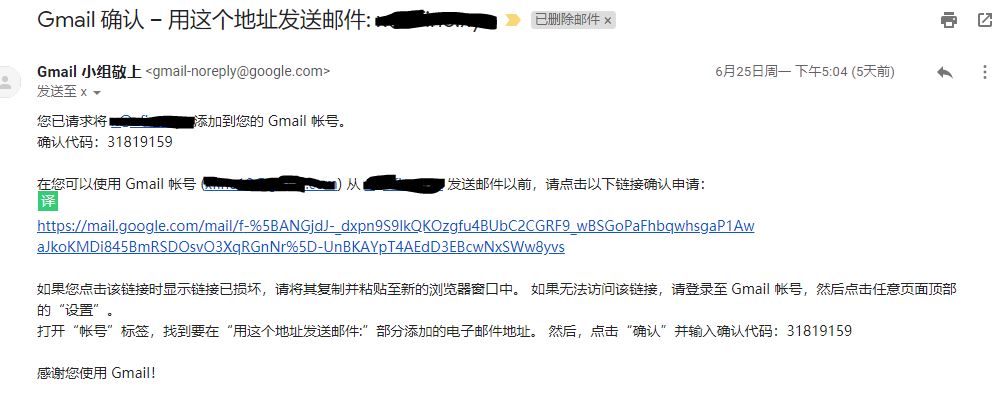 Gmail 确认 – 用这个地址发送邮件:
已删除邮件 ×
Gmail 小组敬上 <gmail-noreply@google.com>
6月25日周一 下午5:04 (5天前)
发送至 x
您已请求将 添加到您的 Gmail 帐号。
确认代码：31819159
在您可以使用 Gmail 帐号 ( ) 从 发送邮件以前，请点击以下链接确认申请：
译
https://mail.google.com/mail/f-%5BANGjdJ-_dxpn9S9lkQKOzgfu4BUbC2CGRF9_wBSGoPaFhbqwhsgaP1Aw
aJkoKMDi845BmRSDOsvO3XqRGnNr%5D-UnBKAYpT4AEdD3EBcwNxSWw8yvs
如果您点击该链接时显示链接已损坏，请将其复制并粘贴至新的浏览器窗口中。 如果无法访问该链接，请登录至 Gmail 帐号，然后点击任意页面顶部
的“设置”。
打开“帐号”标签，找到要在“用这个地址发送邮件:”部分添加的电子邮件地址。 然后，点击“确认”并输入确认代码：31819159
感谢您使用 Gmail！